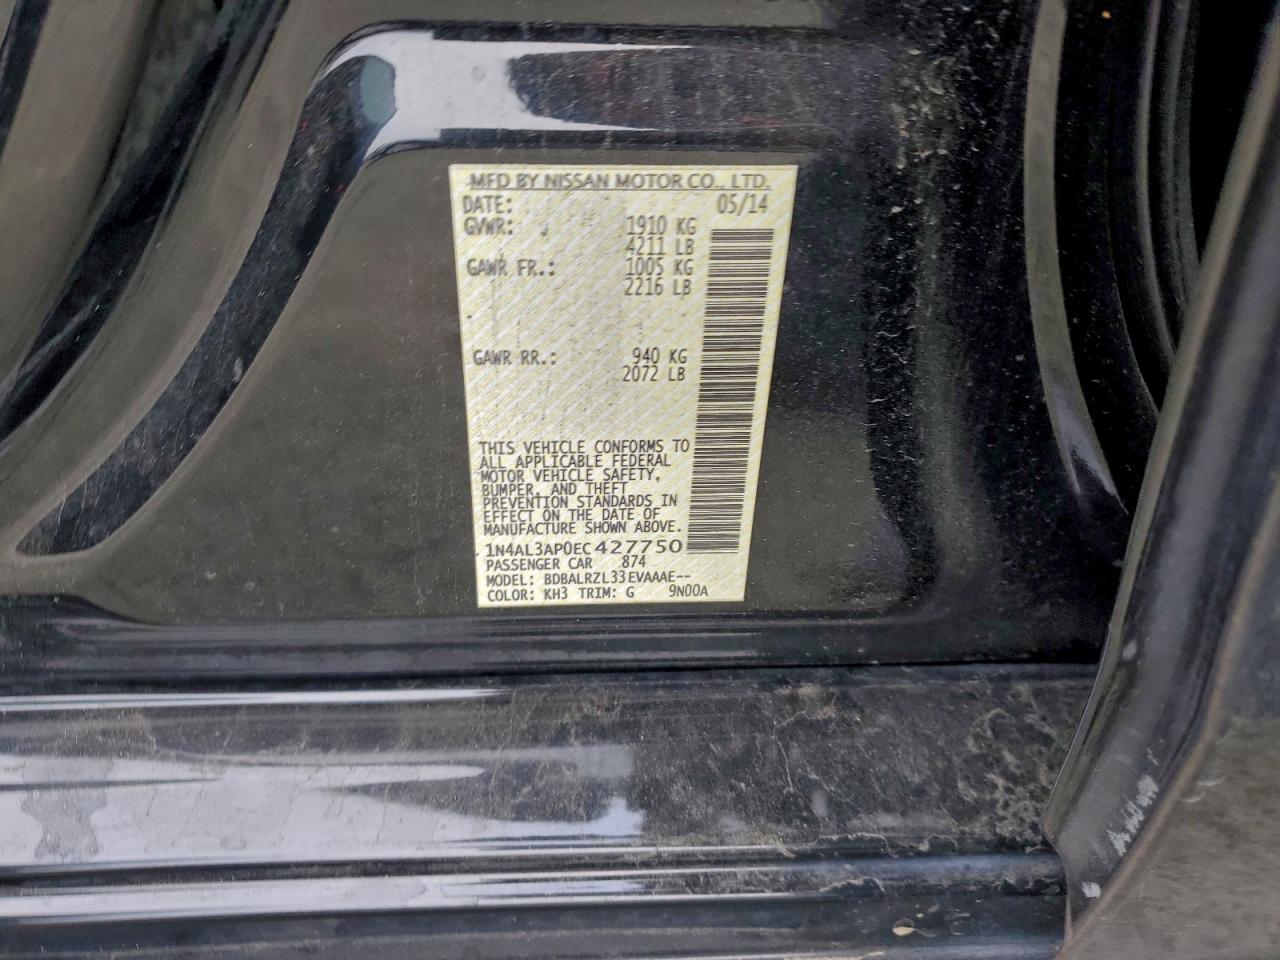 MFD BY NISSAN MOTOR CO., LTD.
DATE: 05/14
GVWR: 1910 KG
4211 LB
GAWR FR.: 1005 KG
2216 LB
GAWR RR.: 940 KG
2072 LB
THIS VEHICLE CONFORMS TO
ALL APPLICABLE FEDERAL
MOTOR VEHICLE SAFETY,
BUMPER, AND THEFT
PREVENTION STANDARDS IN
EFFECT ON THE DATE OF
MANUFACTURE SHOWN ABOVE.
1N4AL3AP0EC427750
PASSENGER CAR 874
MODEL: BDBALRZL33EVAAAE--
COLOR: KH3 TRIM: G 9N00A